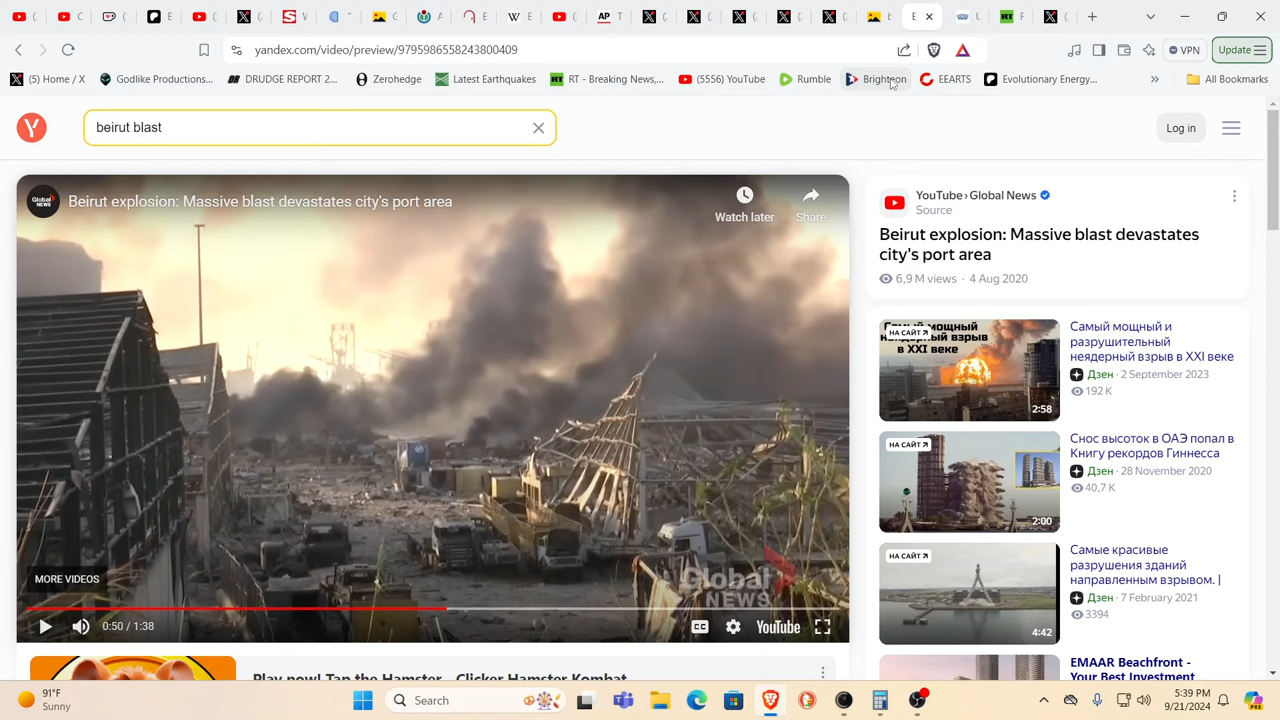 yandex.com/video/preview/9795986558243800409
VPN
Update
(5) Home / X
Godlike Productions...
DRUDGE REPORT 2...
Zerohedge
Latest Earthquakes
RT - Breaking News,...
(5555) YouTube
Rumble
Brighteon
EEARTS
Evolutionary Energy...
All Bookmarks
beirut blast
Log in
Beirut explosion: Massive blast devastates city's port area
Watch later
Share
Global
NEWS
MORE VIDEOS
0:50 / 1:38
CC
YouTube
YouTube › Global News
Source
Beirut explosion: Massive blast devastates
city's port area
6,9 M views · 4 Aug 2020
НА САЙТ
2:58
Самый мощный и
разрушительный
неядерный взрыв в XXI веке
Дзен · 2 September 2023
192 K
НА САЙТ
2:00
Снос высоток в ОАЭ попал в
Книгу рекордов Гиннесса
Дзен · 28 November 2020
40,7 K
НА САЙТ
4:42
Самые красивые
разрушения зданий
направленным взрывом. |
Дзен · 7 February 2021
3394
EMAAR Beachfront -
Your Best Investment
Play now! Tap the Hamster - Clicker Hamster Kombat
91°F
Sunny
Search
5:39 PM
9/21/2024